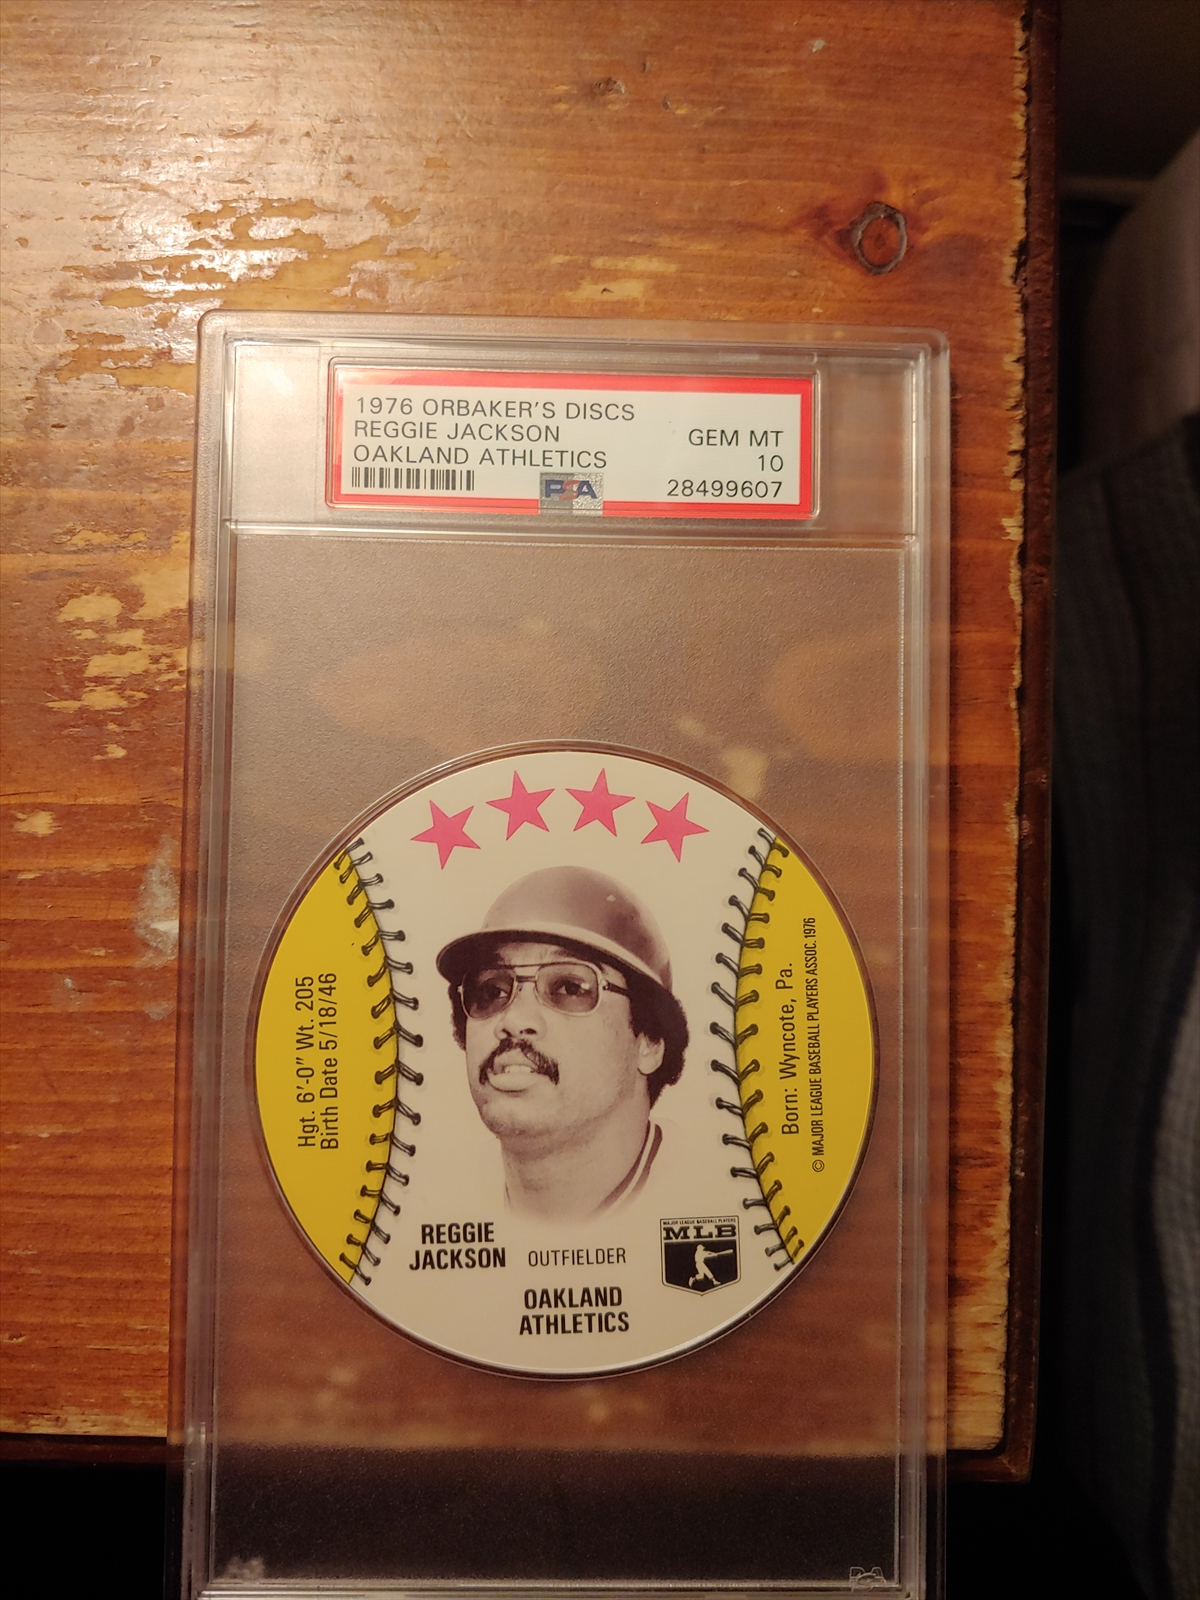 1976 ORBAKER'S DISCS
REGGIE JACKSON
GEM MT
OAKLAND ATHLETICS
10
PSA
28499607
Hgt. 6'-0" Wt. 205
Birth Date 5/18/46
Born: Wyncote, Pa.
© MAJOR LEAGUE BASEBALL PLAYERS ASSOC. 1976
REGGIE
JACKSON
OUTFIELDER
MAJOR LEAGUE BASEBALL PLAYERS
MLB
OAKLAND
ATHLETICS
PSA